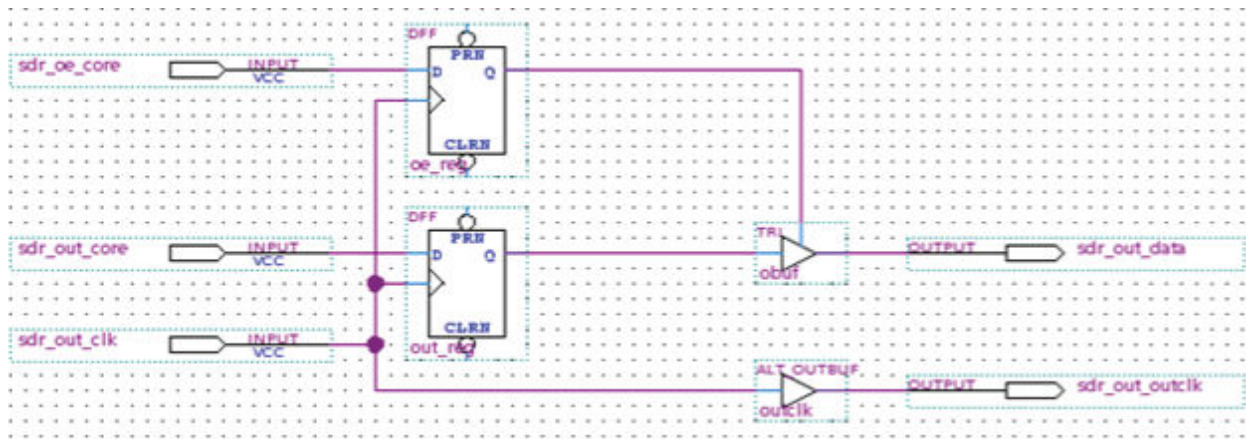 DFF
sdr_oe_core
INPUT
VCC
PRN
D
Q
CLRN
oe_reg
DFF
sdr_out_core
INPUT
VCC
PRN
D
Q
CLRN
out_reg
TRI
obuf
OUTPUT
sdr_out_data
sdr_out_clk
INPUT
VCC
ALT_OUTBUF
outclk
OUTPUT
sdr_out_outclk